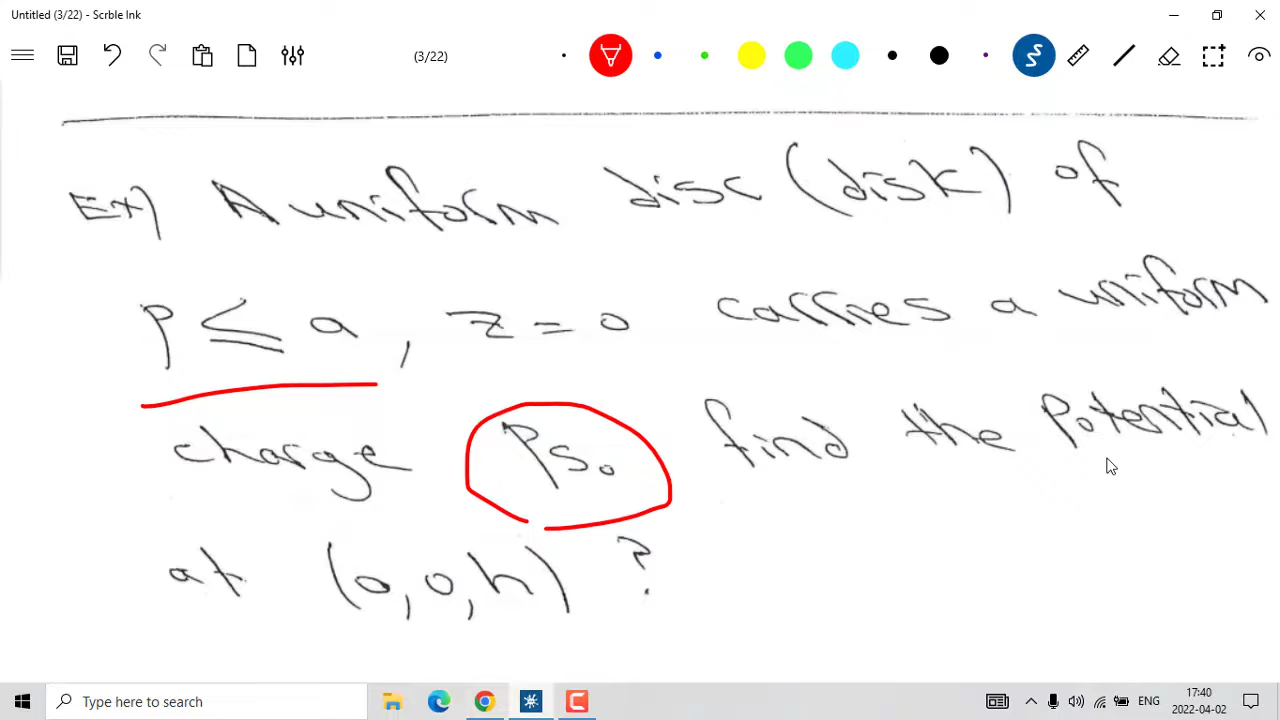 Untitled (3/22) - Scrble Ink
(3/22)
Ex) A uniform disc (disk) of
ρ ≤ a, z = 0 carries a uniform
charge ρs₀ find the Potential
at (0,0,h) ?
Type here to search
ENG
17:40
2022-04-02